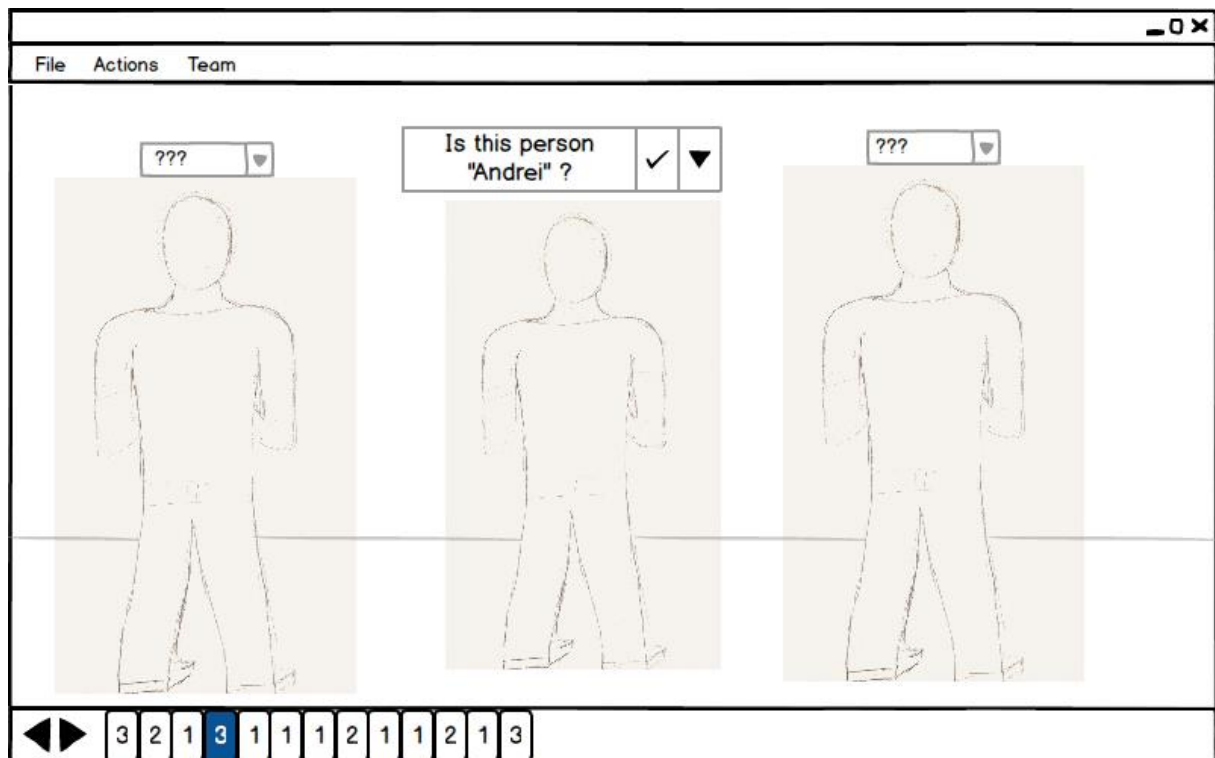 File Actions Team
???
Is this person
"Andrei" ?
???
3 2 1 3 1 1 1 2 1 1 2 1 3